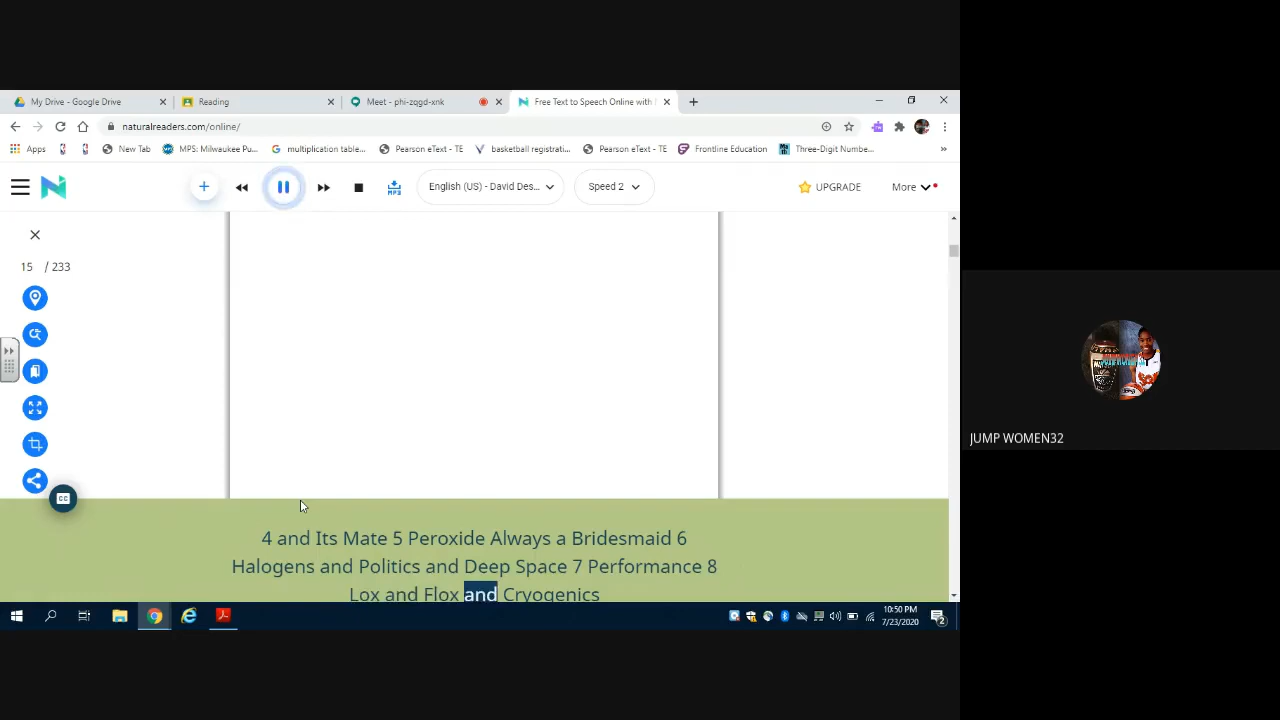 My Drive - Google Drive
Reading
Meet - phi-zqgd-xnk
Free Text to Speech Online with
naturalreaders.com/online/
Apps
New Tab
MPS: Milwaukee Pu...
multiplication table...
Pearson eText - TE
basketball registrati...
Pearson eText - TE
Frontline Education
Three-Digit Numbe...
»
MP3
English (US) - David Des...
Speed 2
UPGRADE
More
15 / 233
CC
4 and Its Mate 5 Peroxide Always a Bridesmaid 6
Halogens and Politics and Deep Space 7 Performance 8
Lox and Flox and Cryogenics
10:50 PM
7/23/2020
2
JUMP WOMEN32